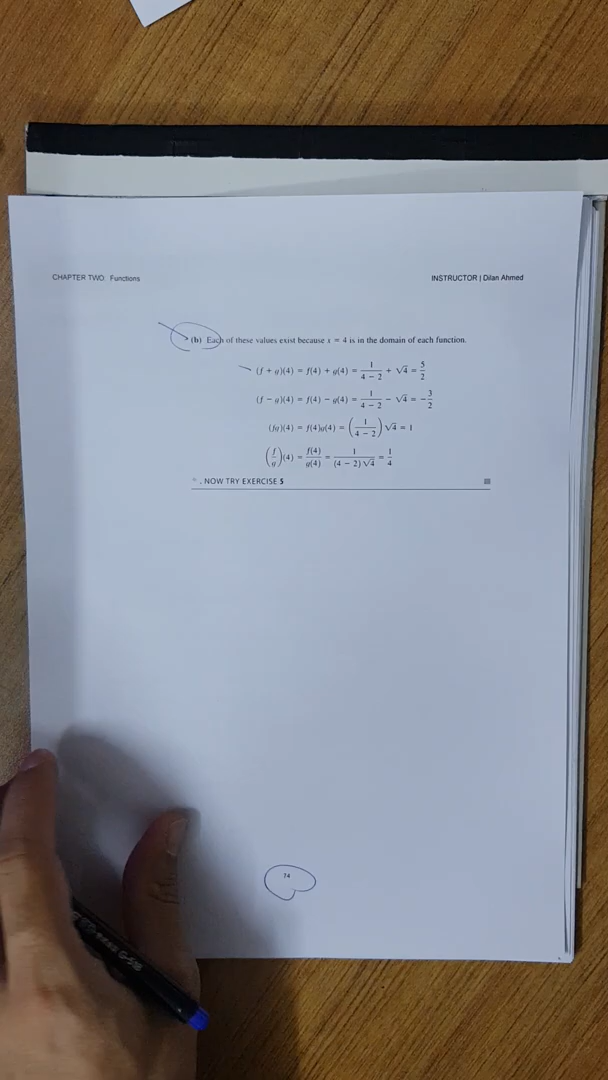 CHAPTER TWO: Functions
INSTRUCTOR | Dilan Ahmed
(b) Each of these values exist because x = 4 is in the domain of each function.
(f + g)(4) = f(4) + g(4) = 1/(4 − 2) + √4 = 5/2
(f − g)(4) = f(4) − g(4) = 1/(4 − 2) − √4 = −3/2
(fg)(4) = f(4)g(4) = (1/(4 − 2))√4 = 1
(f/g)(4) = f(4)/g(4) = 1/((4 − 2)√4) = 1/4
. NOW TRY EXERCISE 5
74